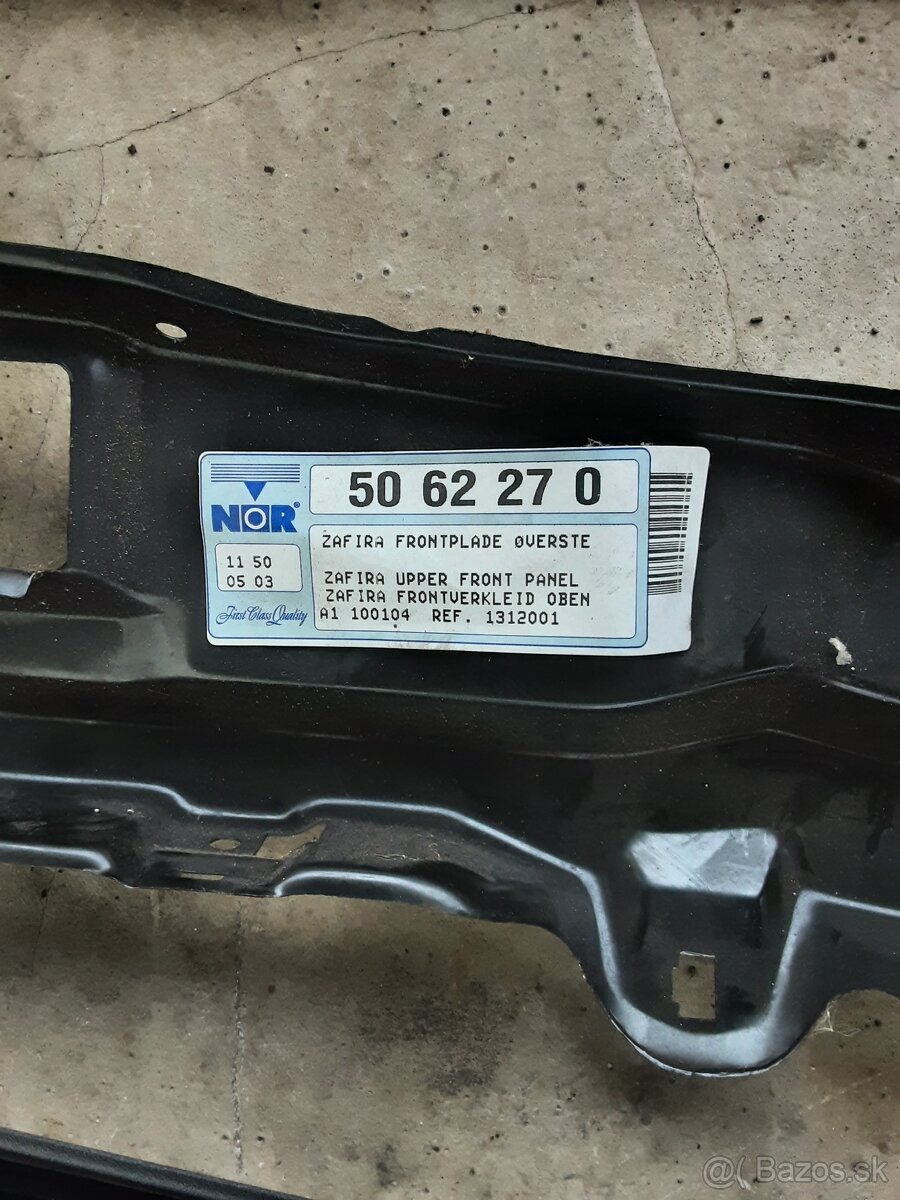 NOR®
50 62 27 0
11 50
05 03
First Class Quality
ZAFIRA FRONTPLADE ØVERSTE
ZAFIRA UPPER FRONT PANEL
ZAFIRA FRONTVERKLEID OBEN
A1 100104 REF. 1312001
@( Bazos.sk